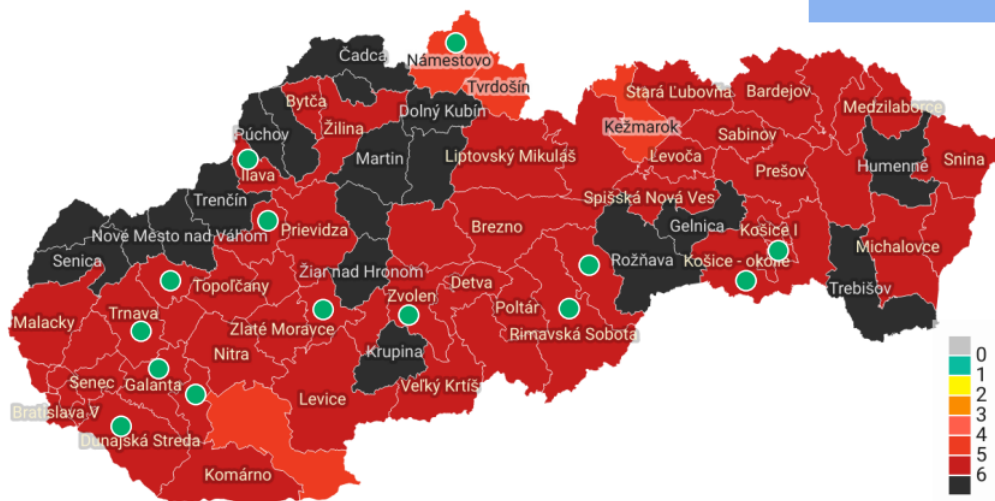 Čadca
Námestovo
Tvrdošín
Bytča
Dolný Kubín
Stará Ľubovňa
Bardejov
Medzilaborce
Púchov
Žilina
Kežmarok
Sabinov
Ilava
Martin
Liptovský Mikuláš
Levoča
Prešov
Humenné
Snina
Trenčín
Spišská Nová Ves
Nové Mesto nad Váhom
Prievidza
Brezno
Gelnica
Košice I
Senica
Žiar nad Hronom
Rožňava
Košice - okolie
Michalovce
Topoľčany
Zvolen
Detva
Trebišov
Malacky
Trnava
Zlaté Moravce
Poltár
Rimavská Sobota
Nitra
Krupina
Senec
Galanta
Levice
Veľký Krtíš
Bratislava V
Dunajská Streda
Komárno
0
1
2
3
4
5
6